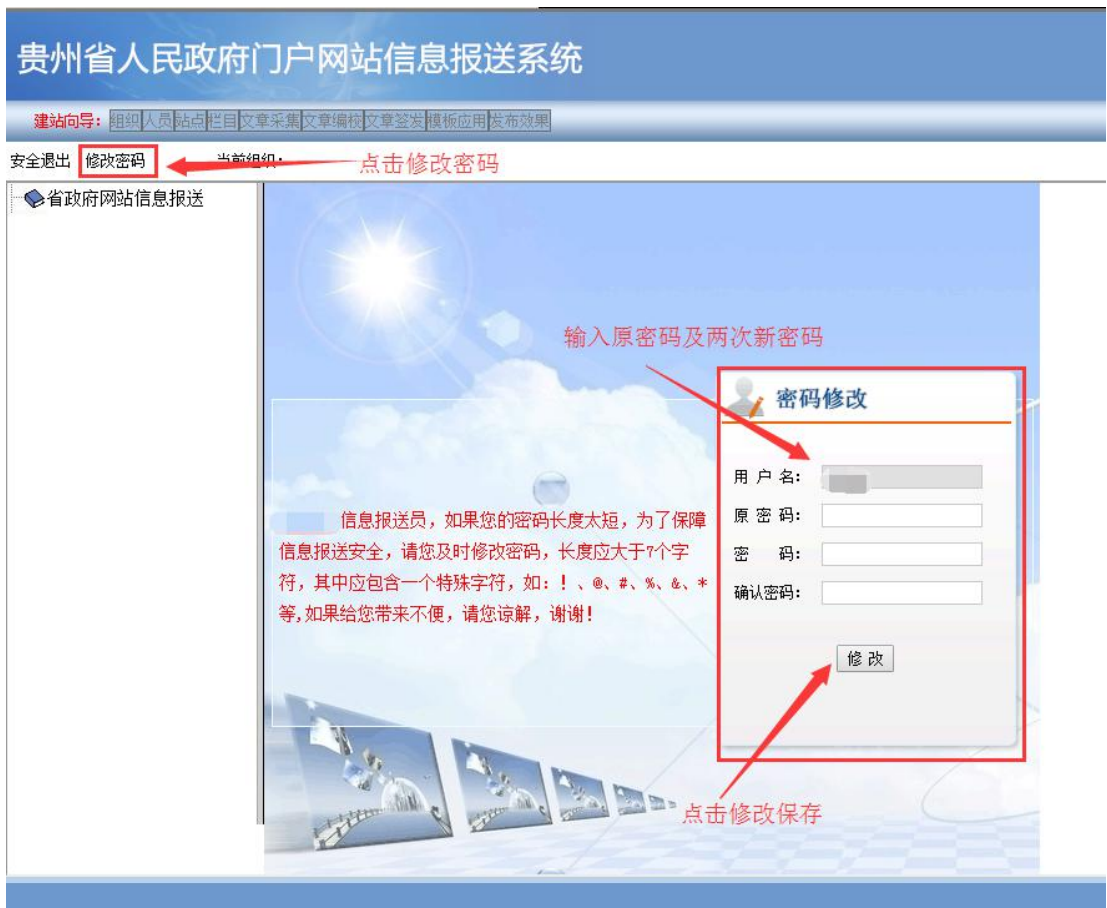 贵州省人民政府门户网站信息报送系统
建站向导：组织 人员 站点 栏目 文章采集 文章编校 文章签发 模板应用 发布效果
安全退出 修改密码 当前组织： 点击修改密码
省政府网站信息报送
输入原密码及两次新密码
密码修改
用 户 名：
原 密 码：
密 码：
确认密码：
修 改
信息报送员，如果您的密码长度太短，为了保障
信息报送安全，请您及时修改密码，长度应大于7个字
符，其中应包含一个特殊字符，如：！、@、#、%、&、*
等,如果给您带来不便，请您谅解，谢谢！
点击修改保存